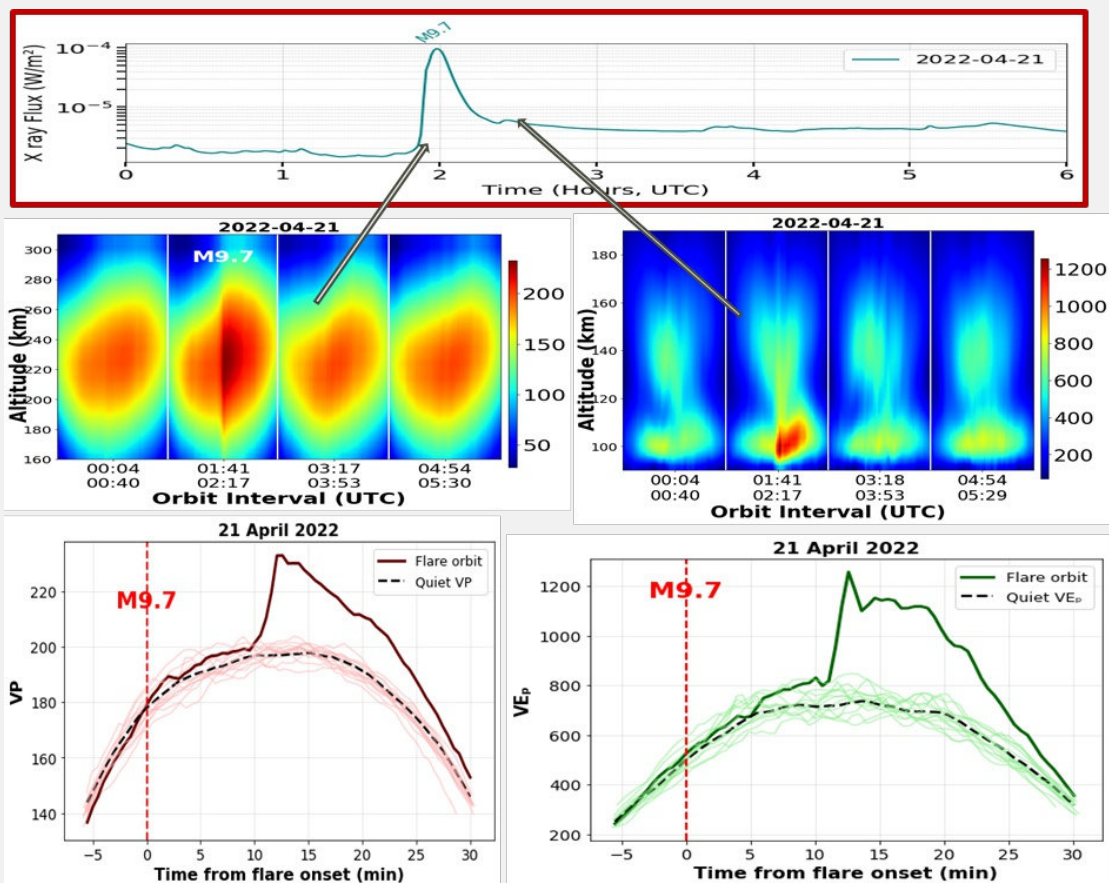 X ray Flux (W/m²)
10⁻⁴
10⁻⁵
M9.7
2022-04-21
0 1 2 3 4 5 6
Time (Hours, UTC)
2022-04-21
M9.7
Altitude (km)
300
280
260
240
220
200
180
160
00:04 01:41 03:17 04:54
00:40 02:17 03:53 05:30
Orbit Interval (UTC)
200
150
100
50
2022-04-21
Altitude (km)
180
160
140
120
100
00:04 01:41 03:18 04:54
00:40 02:17 03:53 05:29
Orbit Interval (UTC)
1200
1000
800
600
400
200
21 April 2022
VP
220
200
180
160
140
M9.7
Flare orbit
Quiet VP
−5 0 5 10 15 20 25 30
Time from flare onset (min)
21 April 2022
VEₚ
1200
1000
800
600
400
200
M9.7
Flare orbit
Quiet VEₚ
−5 0 5 10 15 20 25 30
Time from flare onset (min)